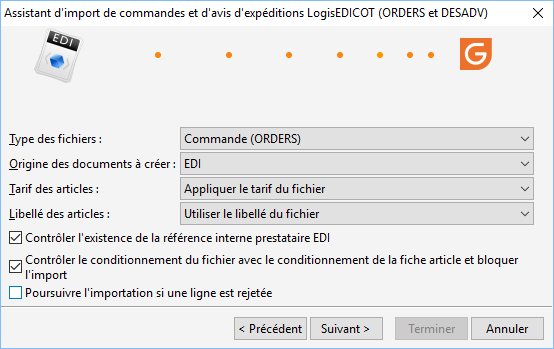 Assistant d'import de commandes et d'avis d'expéditions LogisEDICOT (ORDERS et DESADV)
EDI
Type des fichiers : Commande (ORDERS)
Origine des documents à créer : EDI
Tarif des articles : Appliquer le tarif du fichier
Libellé des articles : Utiliser le libellé du fichier
Contrôler l'existence de la référence interne prestataire EDI
Contrôler le conditionnement du fichier avec le conditionnement de la fiche article et bloquer
l'import
Poursuivre l'importation si une ligne est rejetée
< Précédent Suivant > Terminer Annuler